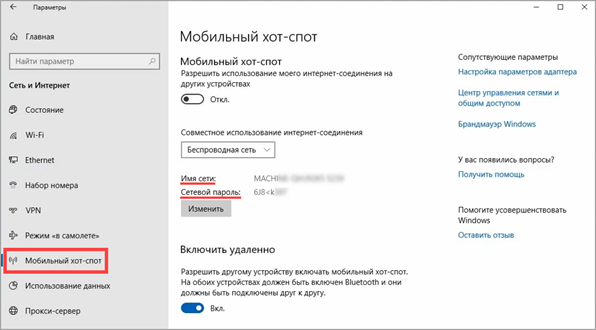 Параметры
Главная
Найти параметр
Сеть и Интернет
Состояние
Wi-Fi
Ethernet
Набор номера
VPN
Режим «в самолете»
Мобильный хот-спот
Использование данных
Прокси-сервер
Мобильный хот-спот
Мобильный хот-спот
Разрешить использование моего интернет-соединения на
других устройствах
Откл.
Совместное использование интернет-соединения
Беспроводная сеть
Имя сети:
Сетевой пароль:
Изменить
Включить удаленно
Разрешить другому устройству включать мобильный хот-спот.
На обоих устройствах должен быть включен Bluetooth и они
должны быть подключены друг к другу.
Вкл.
Сопутствующие параметры
Настройка параметров адаптера
Центр управления сетями и
общим доступом
Брандмауэр Windows
У вас появились вопросы?
Получить помощь
Помогите усовершенствовать
Windows
Оставить отзыв